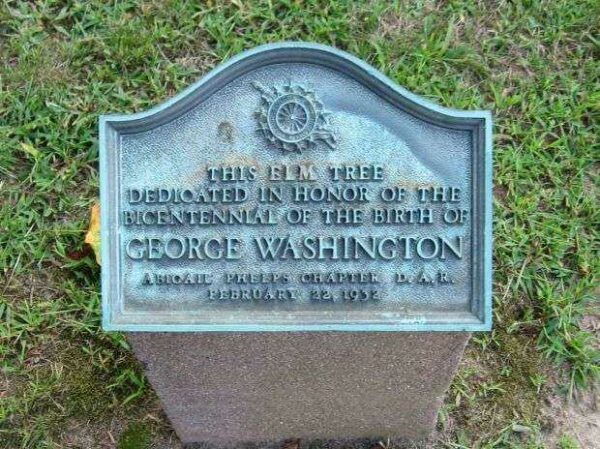 THIS ELM TREE
DEDICATED IN HONOR OF THE
BICENTENNIAL OF THE BIRTH OF
GEORGE WASHINGTON
ABIGAIL PHELPS CHAPTER, D.A.R.
FEBRUARY 22, 1932